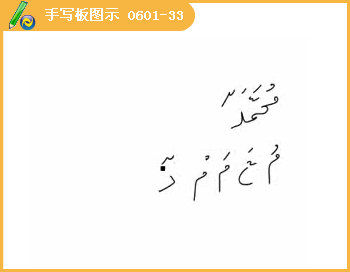 手写板图示 0601-33
مُحَمَّدَ
مُ حَ مَ مْ دَ